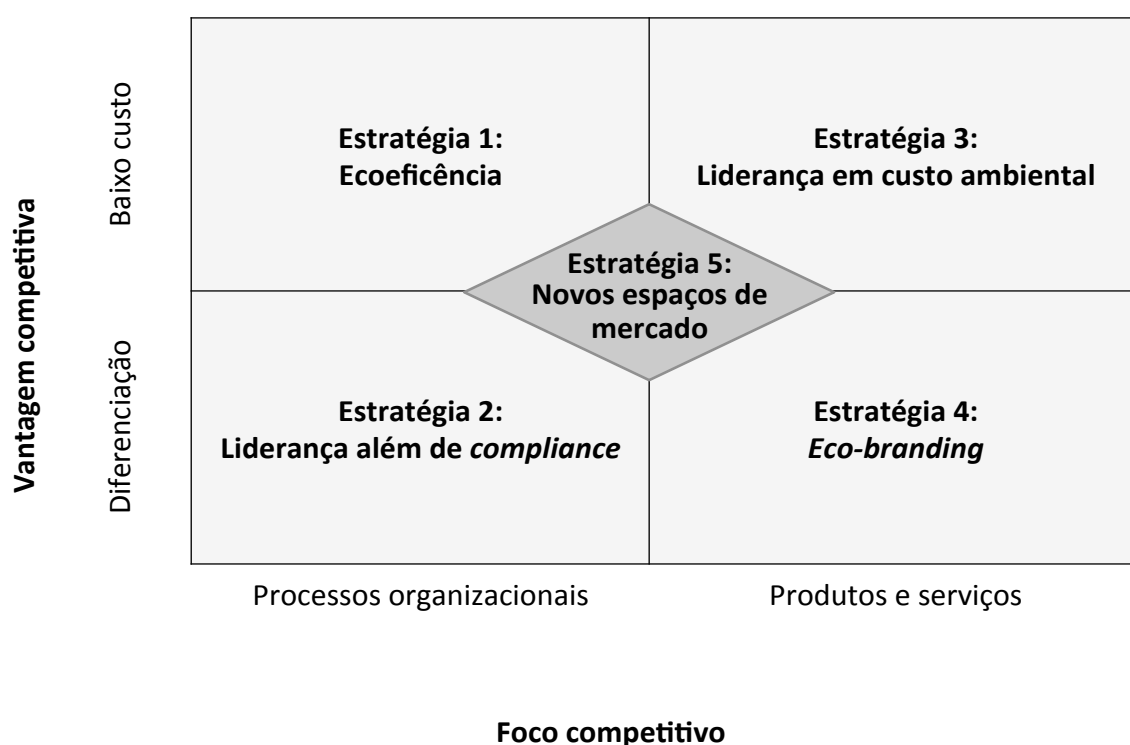 Vantagem competitiva
Baixo custo
Diferenciação
Estratégia 1:
Ecoeficência
Estratégia 3:
Liderança em custo ambiental
Estratégia 5:
Novos espaços de
mercado
Estratégia 2:
Liderança além de compliance
Estratégia 4:
Eco-branding
Processos organizacionais
Produtos e serviços
Foco competitivo